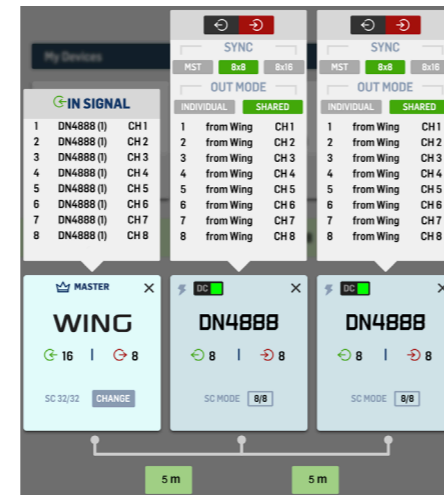 My Devices
IN SIGNAL
1 DN4888 (1) CH 1
2 DN4888 (1) CH 2
3 DN4888 (1) CH 3
4 DN4888 (1) CH 4
5 DN4888 (1) CH 5
6 DN4888 (1) CH 6
7 DN4888 (1) CH 7
8 DN4888 (1) CH 8
SYNC
MST 8x8 8x16
OUT MODE
INDIVIDUAL SHARED
1 from Wing CH 1
2 from Wing CH 2
3 from Wing CH 3
4 from Wing CH 4
5 from Wing CH 5
6 from Wing CH 6
7 from Wing CH 7
8 from Wing CH 8
SYNC
MST 8x8 8x16
OUT MODE
INDIVIDUAL SHARED
1 from Wing CH 1
2 from Wing CH 2
3 from Wing CH 3
4 from Wing CH 4
5 from Wing CH 5
6 from Wing CH 6
7 from Wing CH 7
8 from Wing CH 8
MASTER
WING
16 | 8
SC 32/32 CHANGE
DC
DN4888
8 | 8
SC MODE 8/8
DC
DN4888
8 | 8
SC MODE 8/8
5 m
5 m